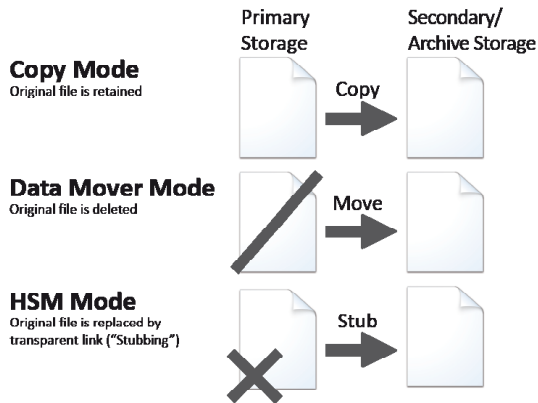 Primary Storage
Secondary/ Archive Storage
Copy Mode
Original file is retained
Copy
Data Mover Mode
Original file is deleted
Move
HSM Mode
Original file is replaced by
transparent link ("Stubbing")
Stub